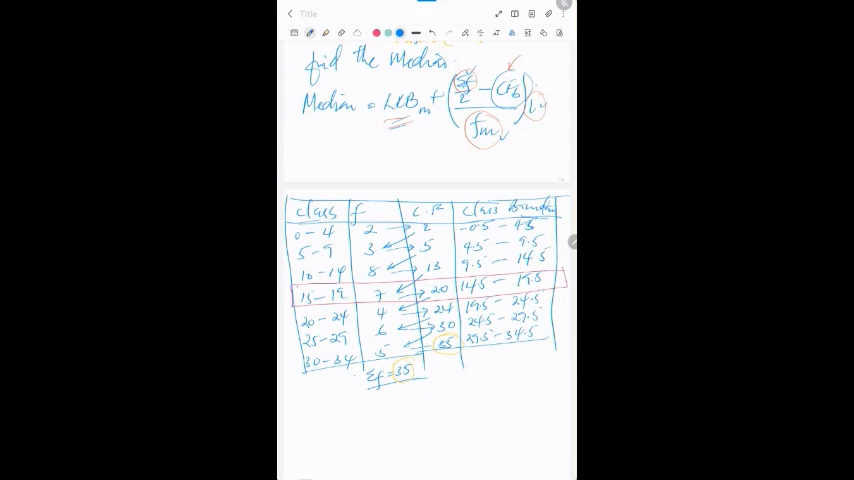 Title
find the Median.
Median = LCBm + (Σf/2 − CFb / fm) i
class f C.F Class Boundary
0 – 4 2 2 -0.5 – 4.5
5 – 9 3 5 4.5 – 9.5
10 – 14 8 13 9.5 – 14.5
15 – 19 7 20 14.5 – 19.5
20 – 24 4 24 19.5 – 24.5
25 – 29 6 30 24.5 – 29.5
30 – 34 5 35 29.5 – 34.5
Σf = 35